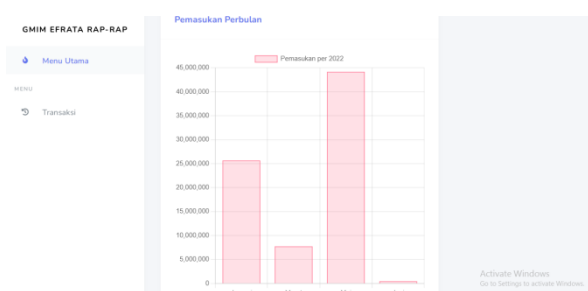 GMIM EFRATA RAP-RAP
Menu Utama
MENU
Transaksi
Pemasukan Perbulan
Pemasukan per 2022
45,000,000
40,000,000
35,000,000
30,000,000
25,000,000
20,000,000
15,000,000
10,000,000
5,000,000
0
Activate Windows
Go to Settings to activate Windows